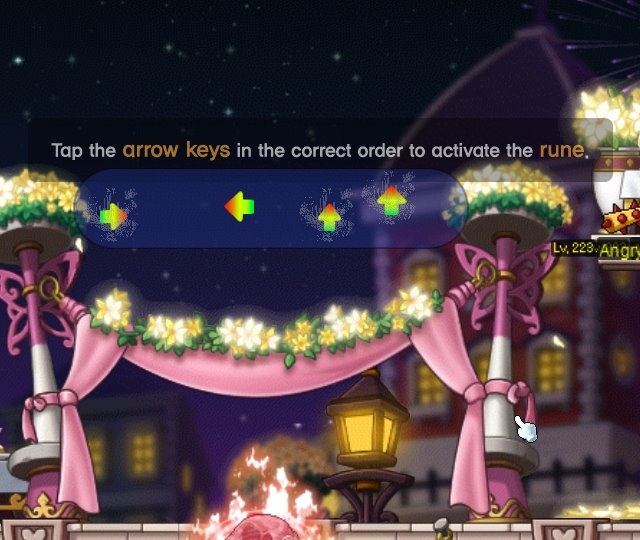 Tap the arrow keys in the correct order to activate the rune.
Lv. 223 Angry